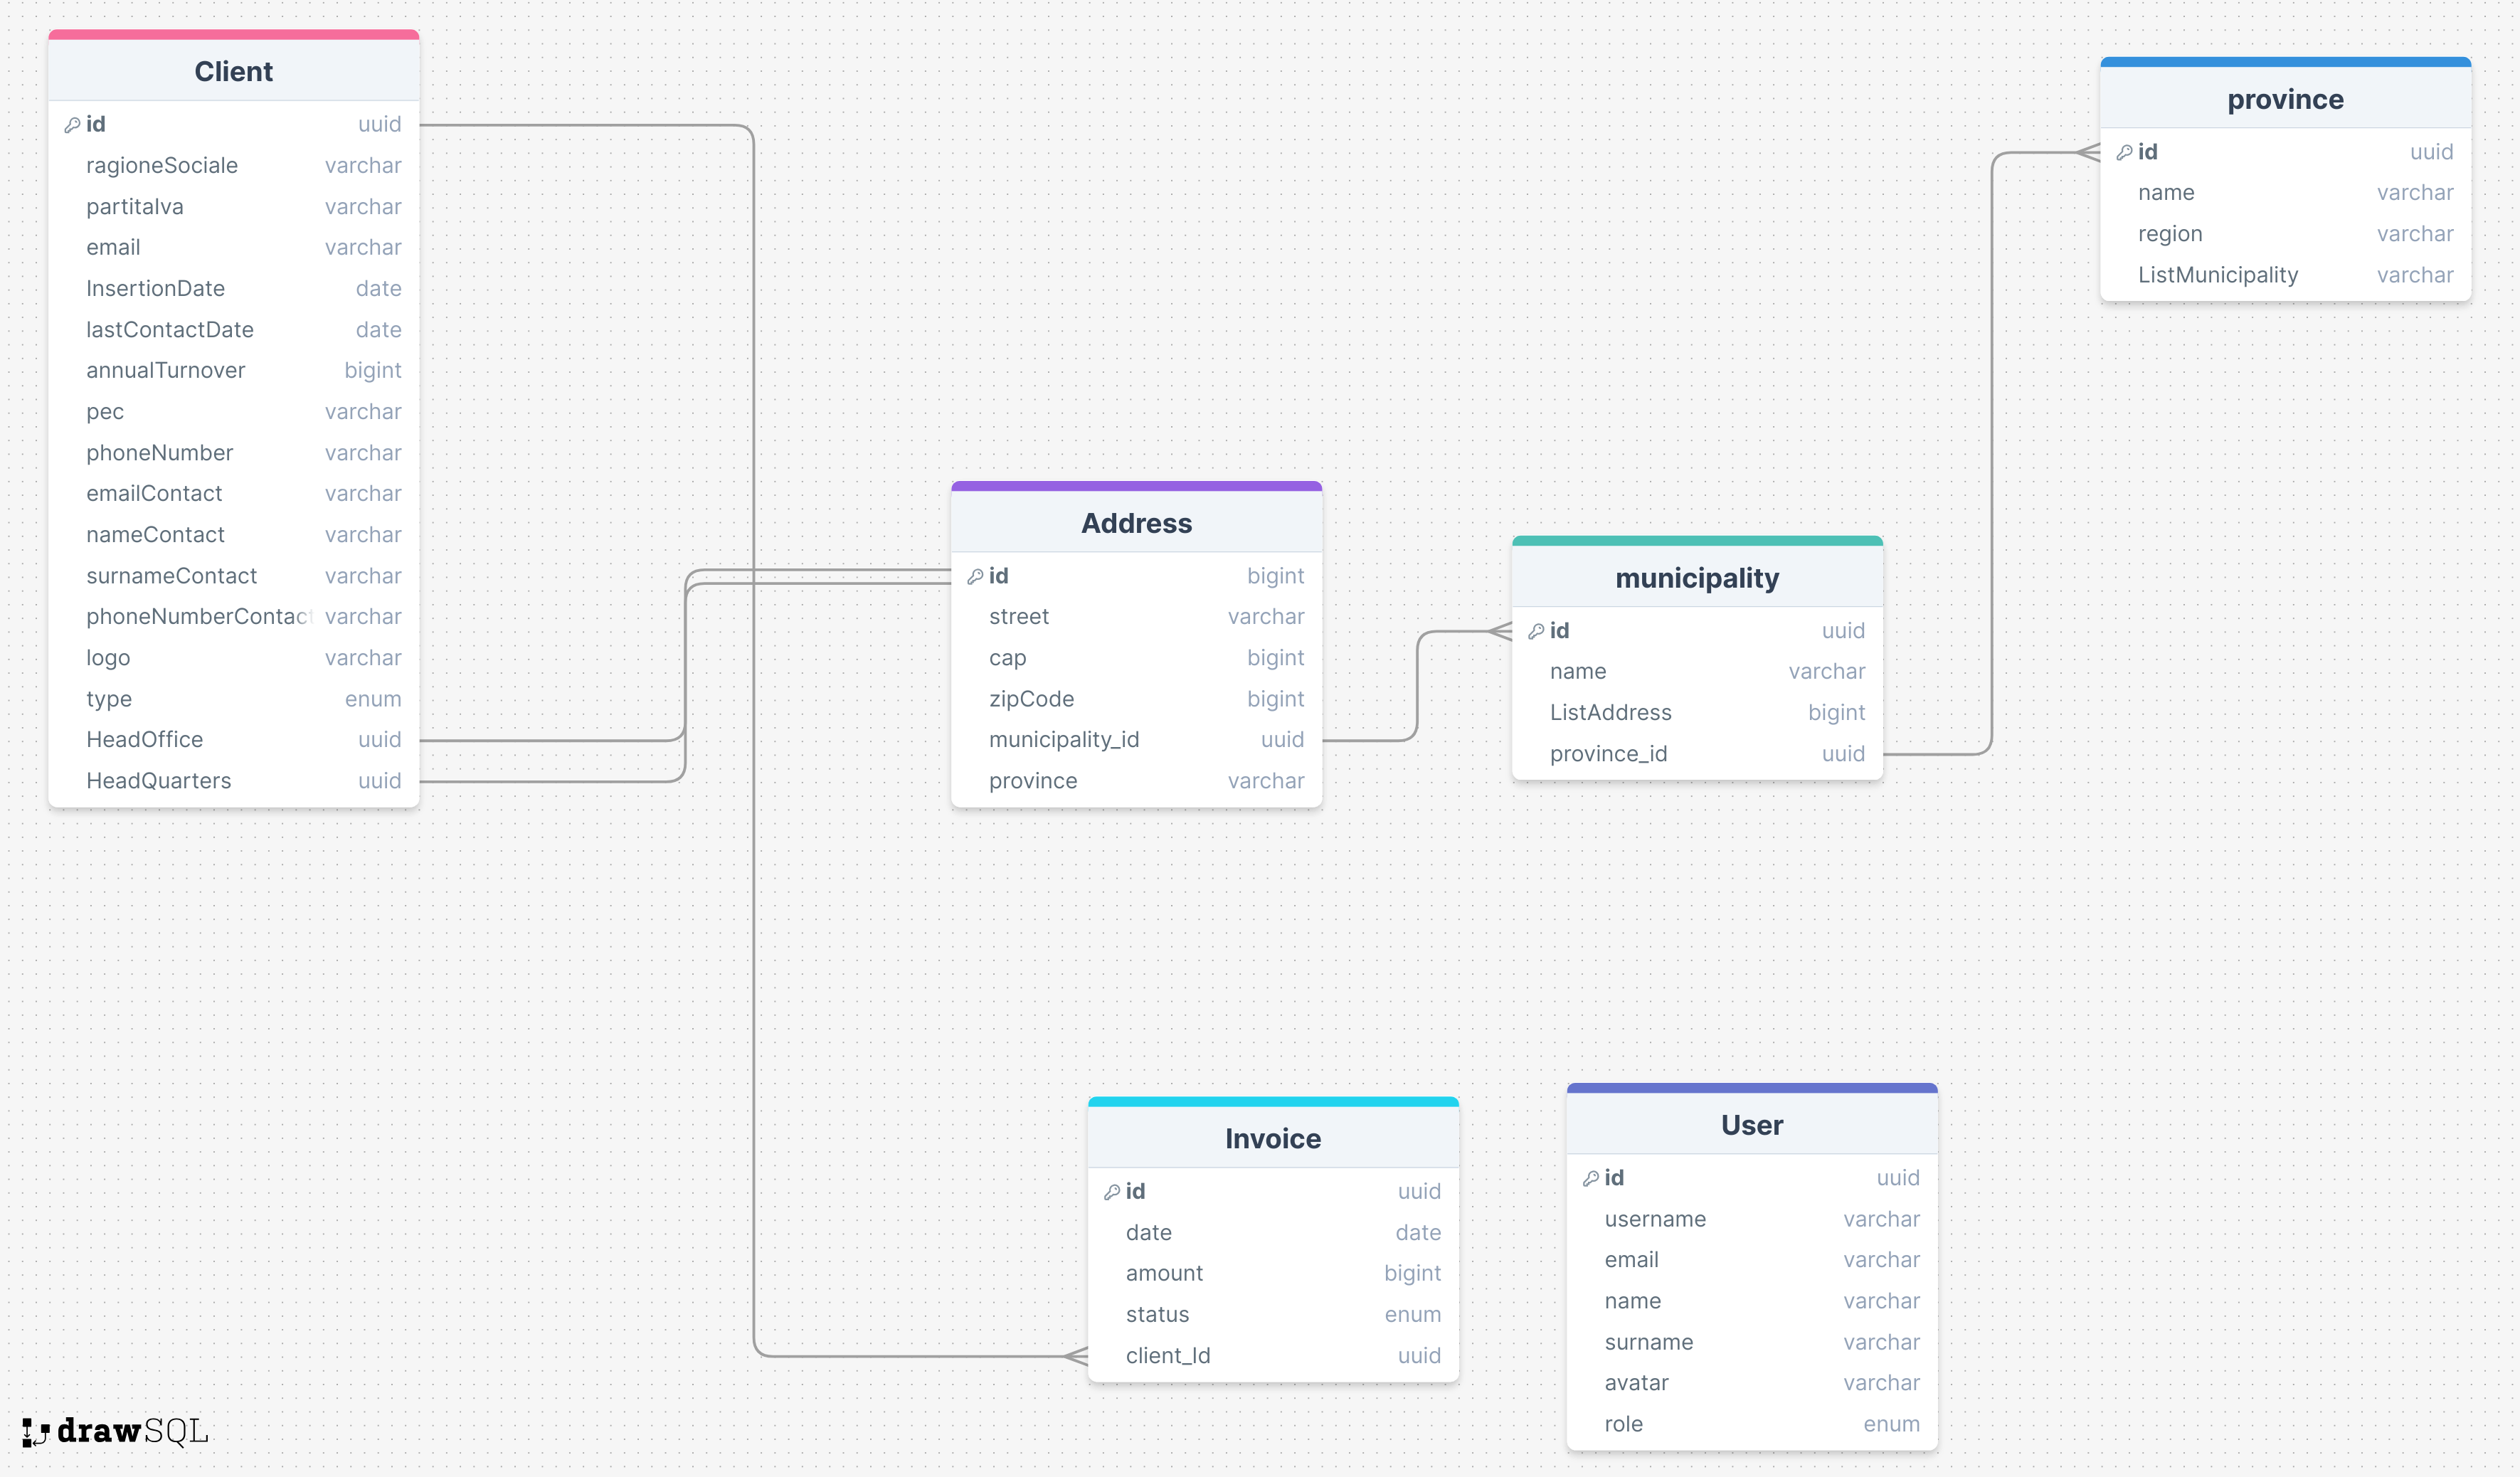 Client
id uuid
ragioneSociale varchar
partitaIva varchar
email varchar
InsertionDate date
lastContactDate date
annualTurnover bigint
pec varchar
phoneNumber varchar
emailContact varchar
nameContact varchar
surnameContact varchar
phoneNumberContact varchar
logo varchar
type enum
HeadOffice uuid
HeadQuarters uuid
Address
id bigint
street varchar
cap bigint
zipCode bigint
municipality_id uuid
province varchar
municipality
id uuid
name varchar
ListAddress bigint
province_id uuid
province
id uuid
name varchar
region varchar
ListMunicipality varchar
Invoice
id uuid
date date
amount bigint
status enum
client_Id uuid
User
id uuid
username varchar
email varchar
name varchar
surname varchar
avatar varchar
role enum
drawSQL